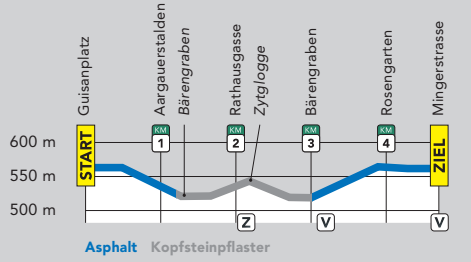 Guisanplatz
Aargauerstalden
Bärengraben
Rathausgasse
Zytglogge
Bärengraben
Rosengarten
Mingerstrasse
START
KM 1
KM 2
KM 3
KM 4
ZIEL
600 m
550 m
500 m
Z
V
V
Asphalt Kopfsteinpflaster